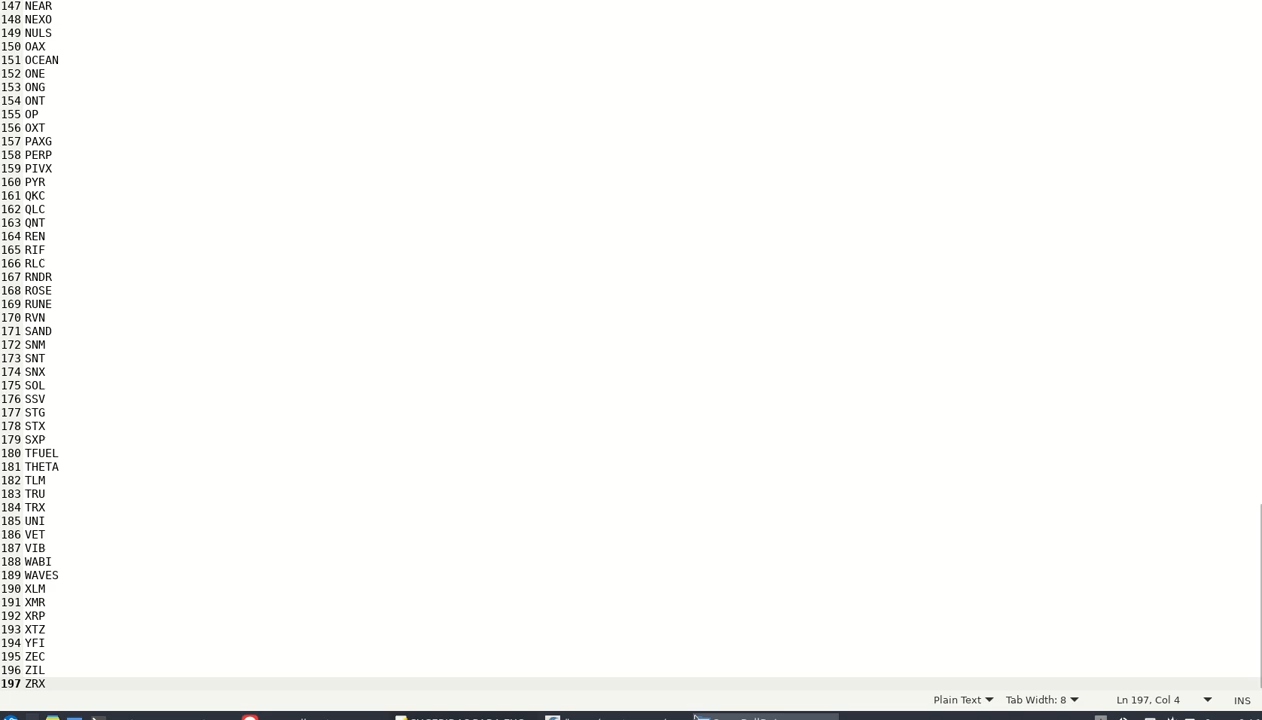 147 NEAR
148 NEXO
149 NULS
150 OAX
151 OCEAN
152 ONE
153 ONG
154 ONT
155 OP
156 OXT
157 PAXG
158 PERP
159 PIVX
160 PYR
161 QKC
162 QLC
163 QNT
164 REN
165 RIF
166 RLC
167 RNDR
168 ROSE
169 RUNE
170 RVN
171 SAND
172 SNM
173 SNT
174 SNX
175 SOL
176 SSV
177 STG
178 STX
179 SXP
180 TFUEL
181 THETA
182 TLM
183 TRU
184 TRX
185 UNI
186 VET
187 VIB
188 WABI
189 WAVES
190 XLM
191 XMR
192 XRP
193 XTZ
194 YFI
195 ZEC
196 ZIL
197 ZRX
Plain Text Tab Width: 8 Ln 197, Col 4 INS